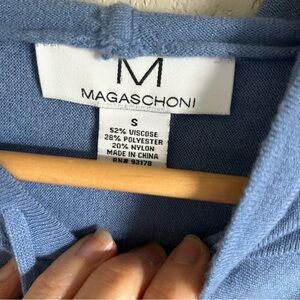 M
MAGASCHONI
S
52% VISCOSE
28% POLYESTER
20% NYLON
MADE IN CHINA
RN# 93178